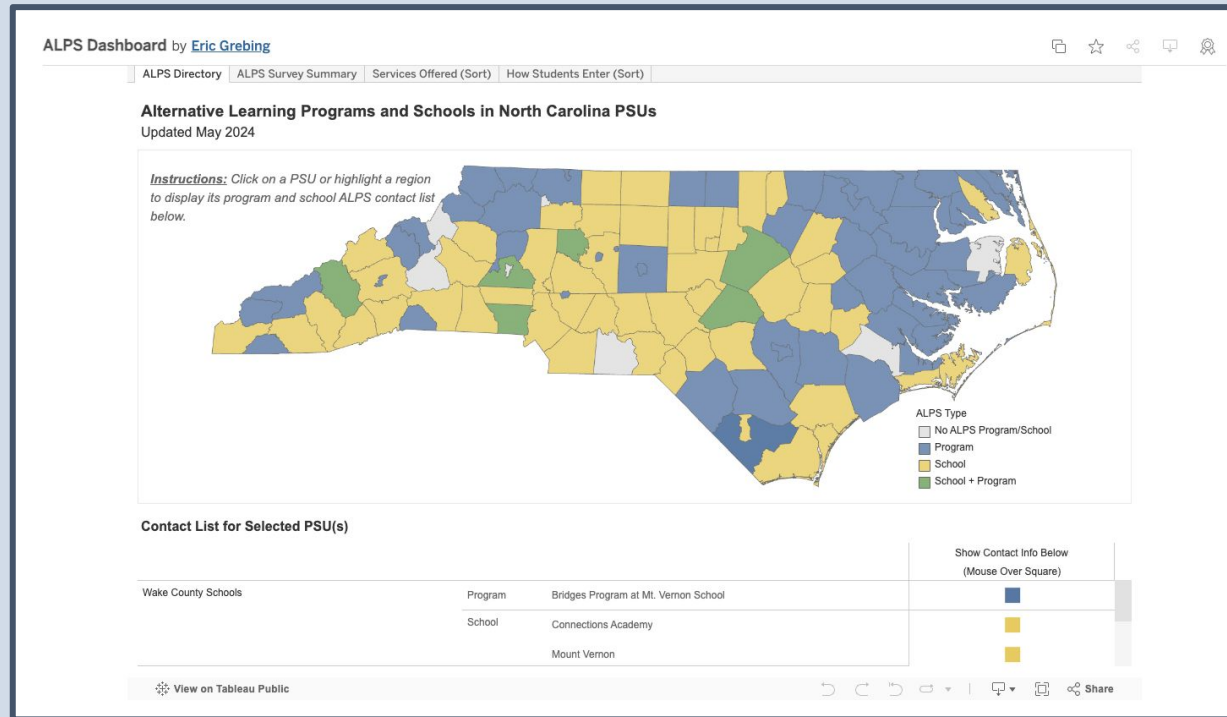 ALPS Dashboard by Eric Grebing
ALPS Directory ALPS Survey Summary Services Offered (Sort) How Students Enter (Sort)
Alternative Learning Programs and Schools in North Carolina PSUs
Updated May 2024
Instructions: Click on a PSU or highlight a region
to display its program and school ALPS contact list
below.
ALPS Type
No ALPS Program/School
Program
School
School + Program
Contact List for Selected PSU(s)
Show Contact Info Below
(Mouse Over Square)
Wake County Schools Program Bridges Program at Mt. Vernon School
School Connections Academy
Mount Vernon
View on Tableau Public Share